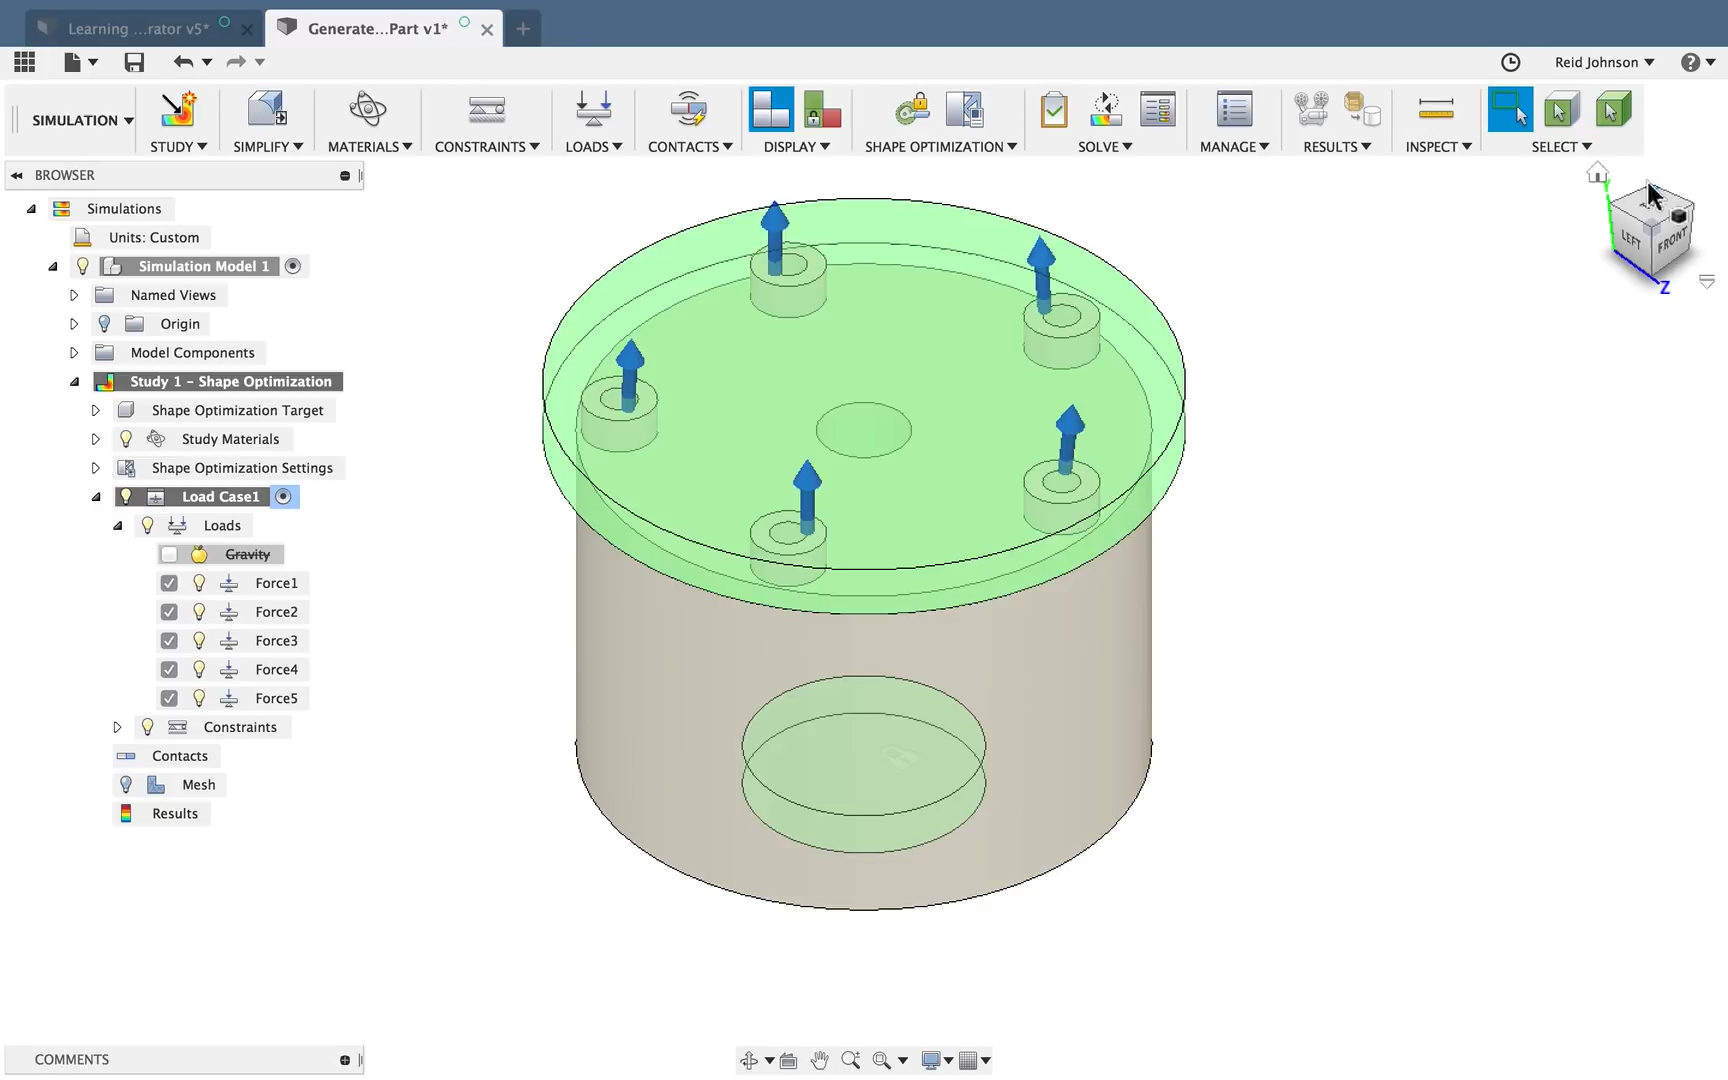 Learning ...rator v5*
Generate...Part v1*
Reid Johnson
SIMULATION
STUDY
SIMPLIFY
MATERIALS
CONSTRAINTS
LOADS
CONTACTS
DISPLAY
SHAPE OPTIMIZATION
SOLVE
MANAGE
RESULTS
INSPECT
SELECT
BROWSER
Simulations
Units: Custom
Simulation Model 1
Named Views
Origin
Model Components
Study 1 - Shape Optimization
Shape Optimization Target
Study Materials
Shape Optimization Settings
Load Case1
Loads
Gravity
Force1
Force2
Force3
Force4
Force5
Constraints
Contacts
Mesh
Results
LEFT
FRONT
Z
COMMENTS